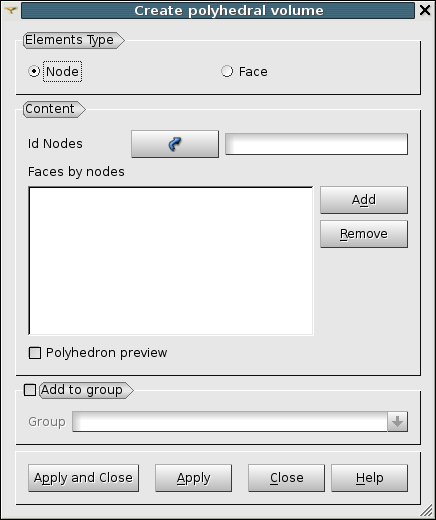 Create polyhedral volume
Elements Type
Node Face
Content
Id Nodes
Faces by nodes
Add
Remove
Polyhedron preview
Add to group
Group
Apply and Close Apply Close Help